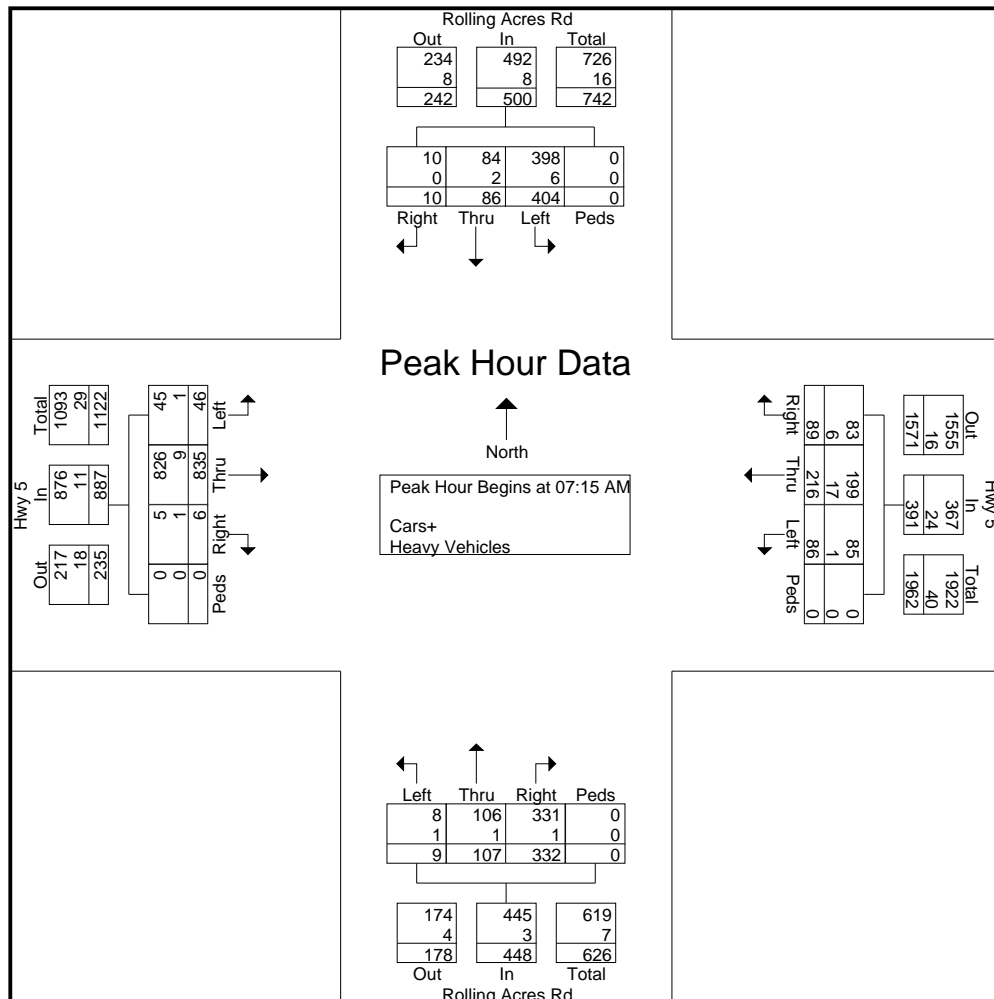 Rolling Acres Rd
Out In Total
234 492 726
8 8 16
242 500 742
10 84 398 0
0 2 6 0
10 86 404 0
Right Thru Left Peds
Peak Hour Data
North
Peak Hour Begins at 07:15 AM
Cars+
Heavy Vehicles
Hwy 5
Out In Total
217 876 1093
18 11 29
235 887 1122
Peds Right Thru Left
0 5 826 45
0 1 9 1
0 6 835 46
Hwy 5
Out In Total
1555 367 1922
16 24 40
1571 391 1962
83 199 85 0
6 17 1 0
89 216 86 0
Right Thru Left Peds
Left Thru Right Peds
8 106 331 0
1 1 1 0
9 107 332 0
174 445 619
4 3 7
178 448 626
Out In Total
Rolling Acres Rd